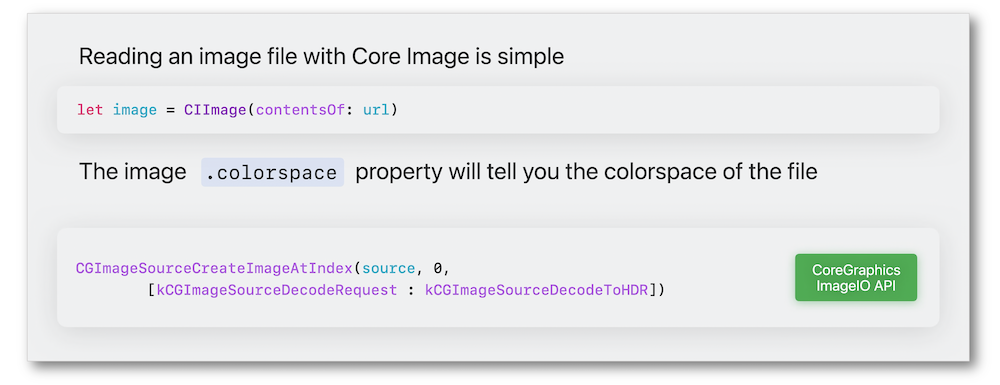 Reading an image file with Core Image is simple
let image = CIImage(contentsOf: url)
The image .colorspace property will tell you the colorspace of the file
CGImageSourceCreateImageAtIndex(source, 0,
[kCGImageSourceDecodeRequest : kCGImageSourceDecodeToHDR])
CoreGraphics
ImageIO API